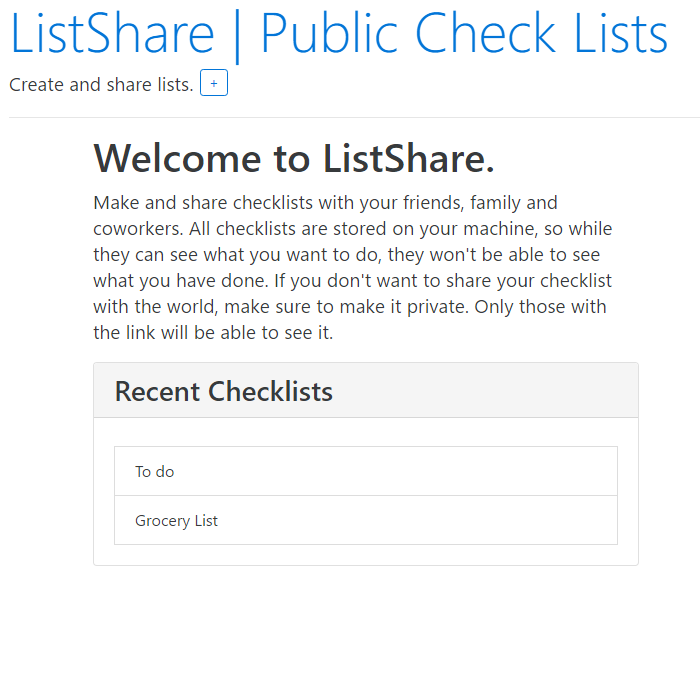 ListShare | Public Check Lists
Create and share lists. +
Welcome to ListShare.
Make and share checklists with your friends, family and
coworkers. All checklists are stored on your machine, so while
they can see what you want to do, they won't be able to see
what you have done. If you don't want to share your checklist
with the world, make sure to make it private. Only those with
the link will be able to see it.
Recent Checklists
To do
Grocery List